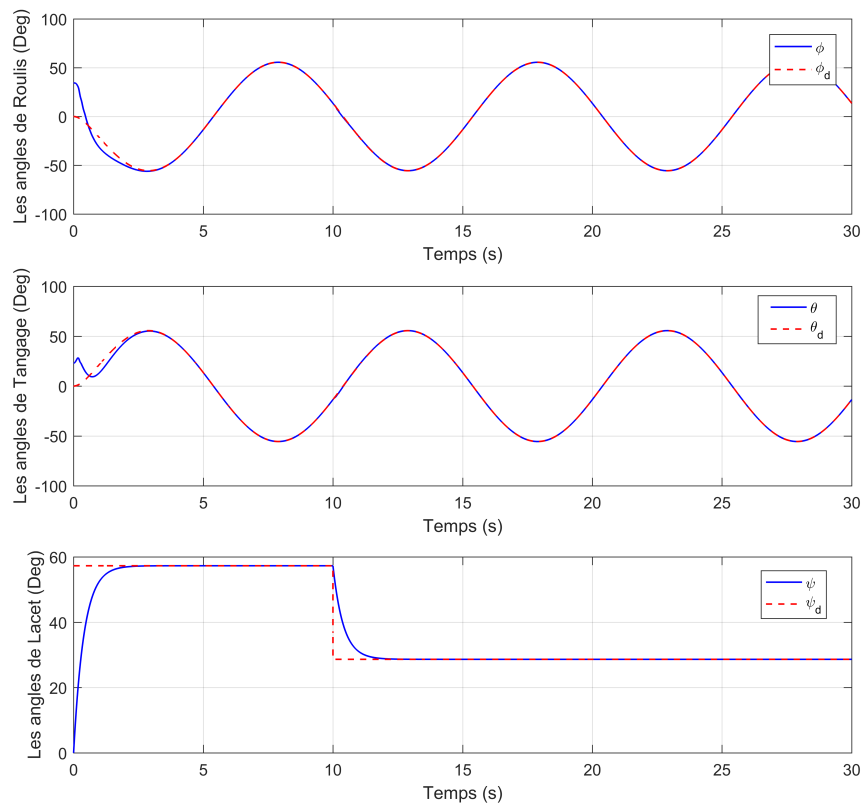 Les angles de Roulis (Deg)
100
50
0
-50
-100
ϕ
ϕd
0 5 10 15 20 25 30
Temps (s)
Les angles de Tangage (Deg)
100
50
0
-50
-100
θ
θd
0 5 10 15 20 25 30
Temps (s)
Les angles de Lacet (Deg)
60
40
20
0
ψ
ψd
0 5 10 15 20 25 30
Temps (s)